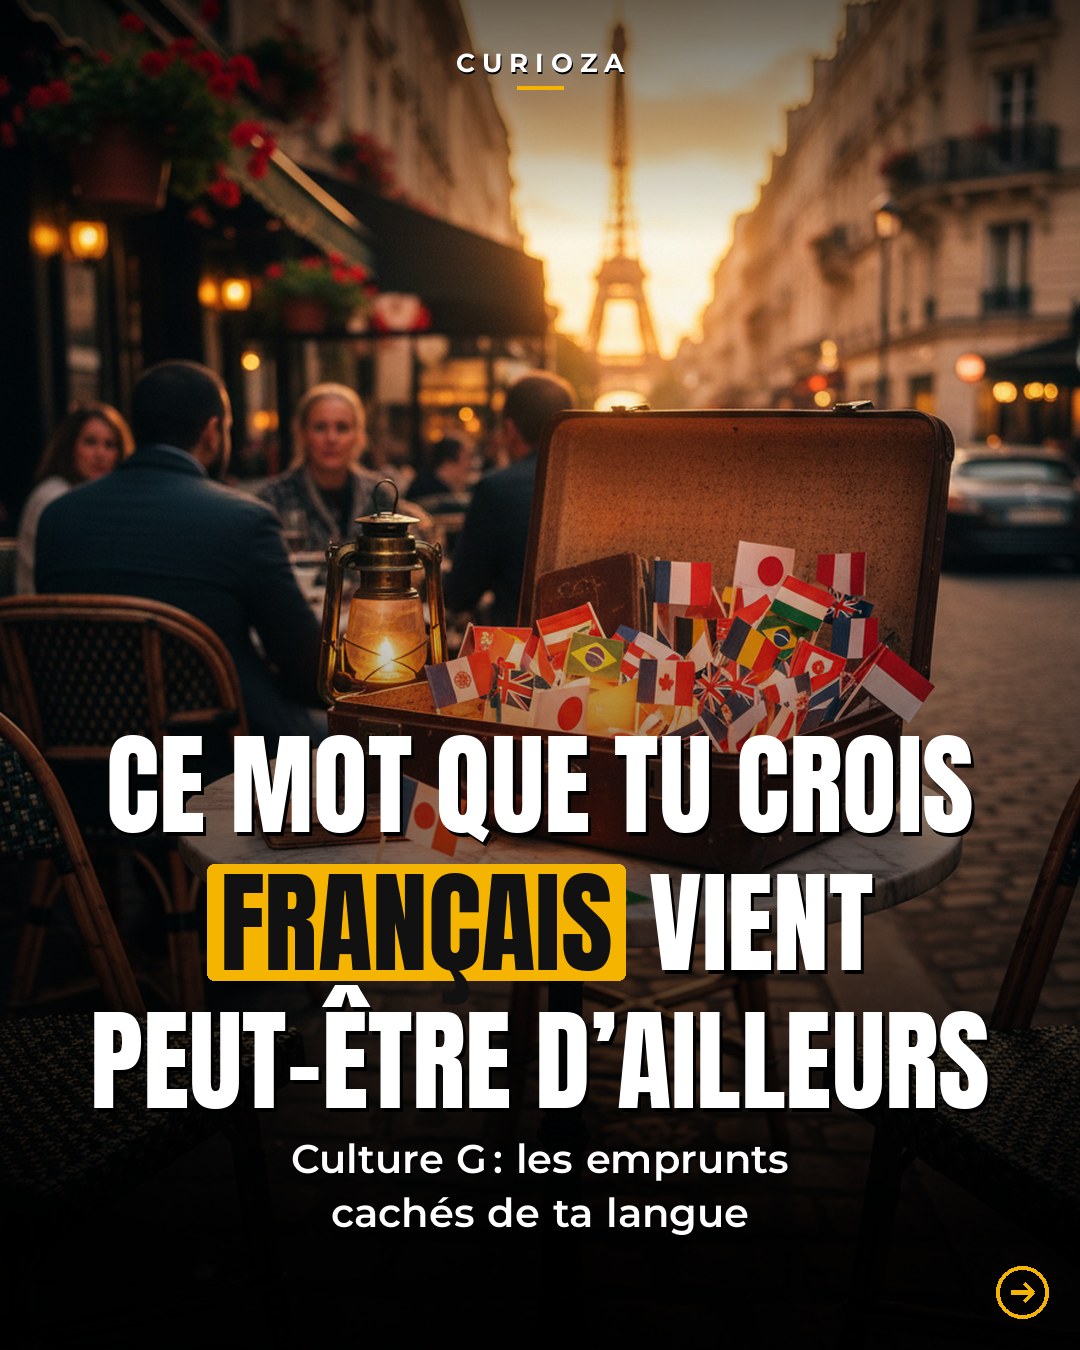 CURIOZA
CE MOT QUE TU CROIS
FRANÇAIS VIENT
PEUT-ÊTRE D’AILLEURS
Culture G : les emprunts
cachés de ta langue